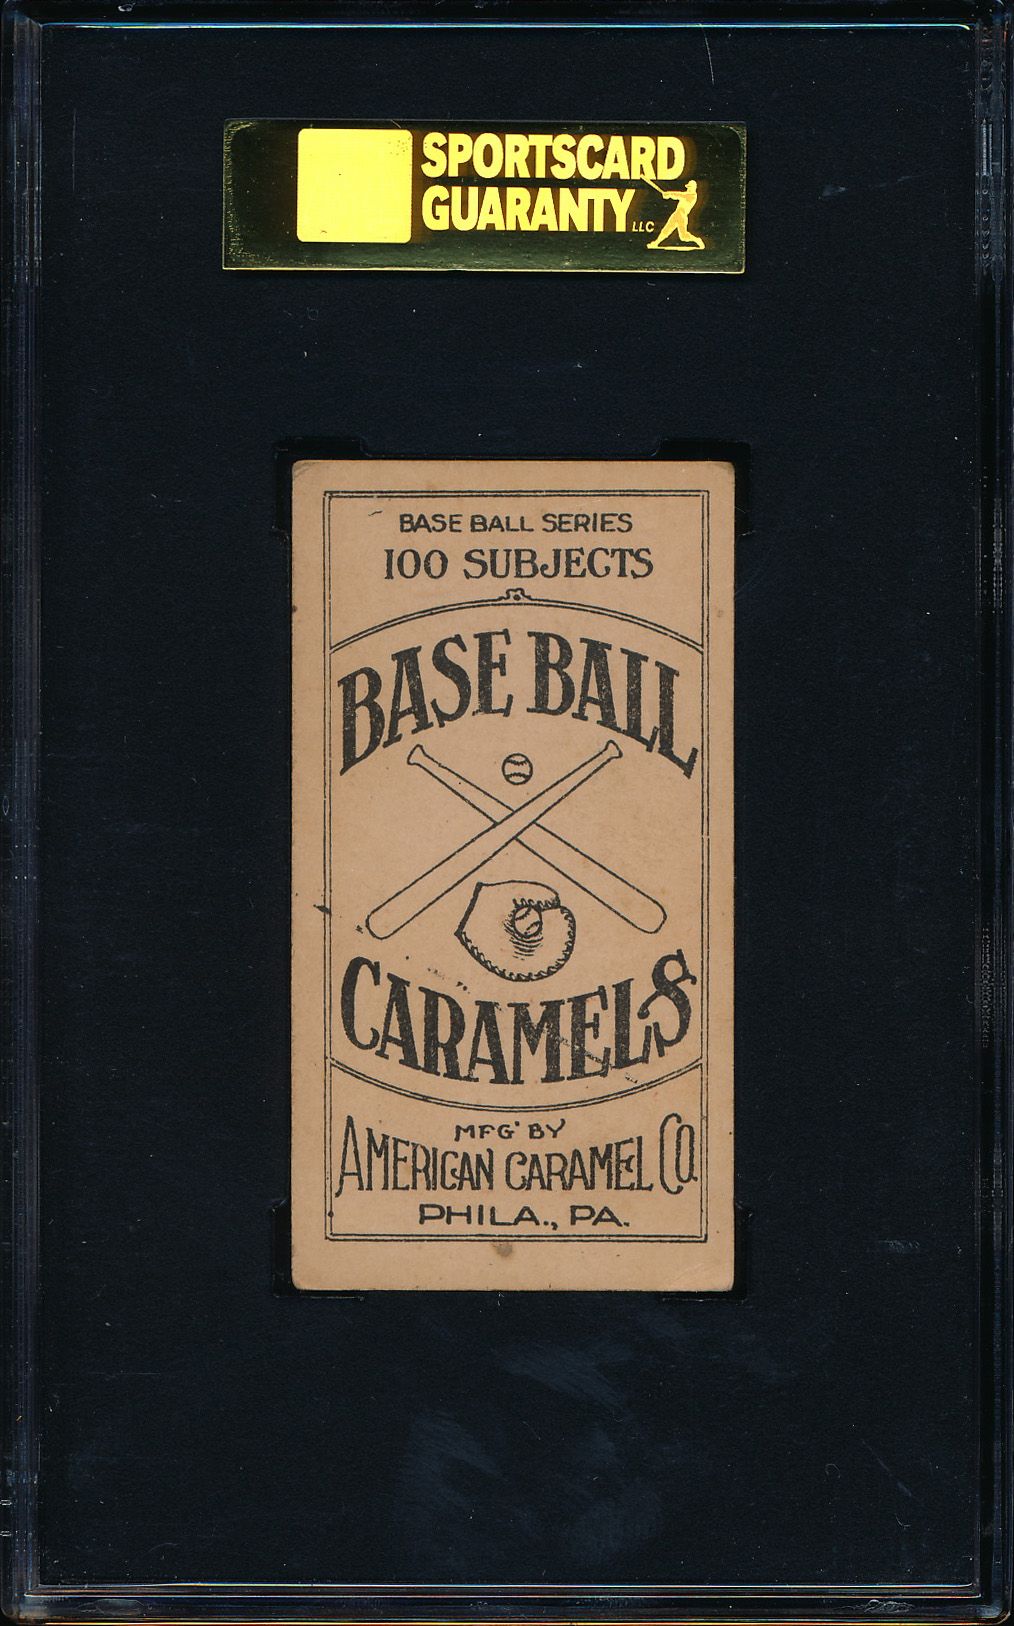 SPORTSCARD
GUARANTY LLC
BASE BALL SERIES
100 SUBJECTS
BASE BALL
CARAMELS
MFG' BY
AMERICAN CARAMEL CO.
PHILA., PA.